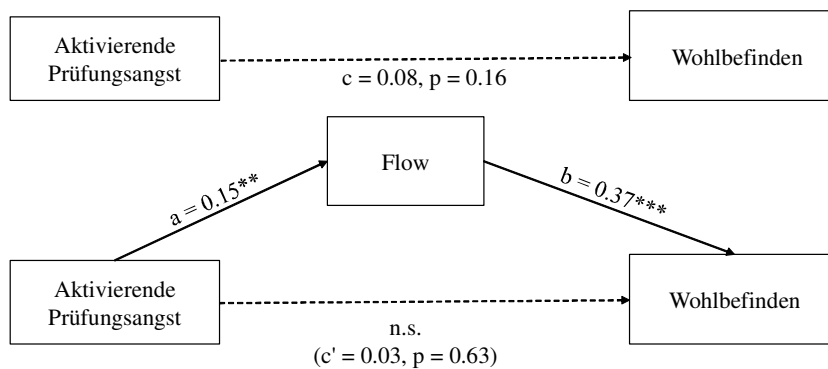 Aktivierende
Prüfungsangst
Wohlbefinden
c = 0.08, p = 0.16
Flow
a = 0.15**
b = 0.37***
Aktivierende
Prüfungsangst
Wohlbefinden
n.s.
(c' = 0.03, p = 0.63)